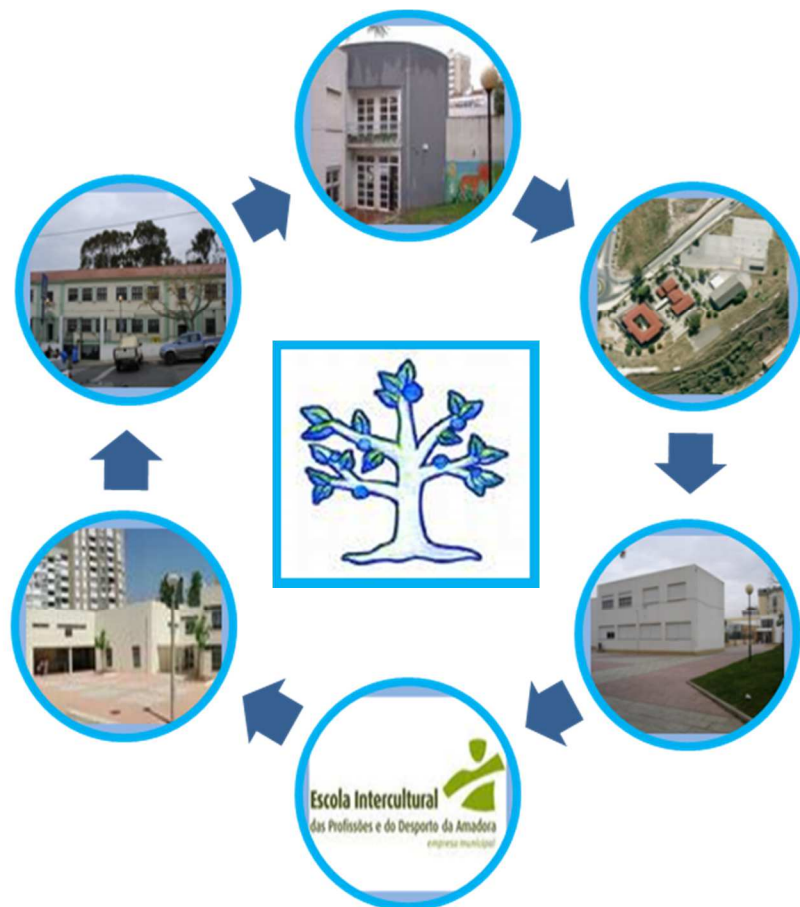 Escola Intercultural
das Profissões e do Desporto da Amadora
empresa municipal